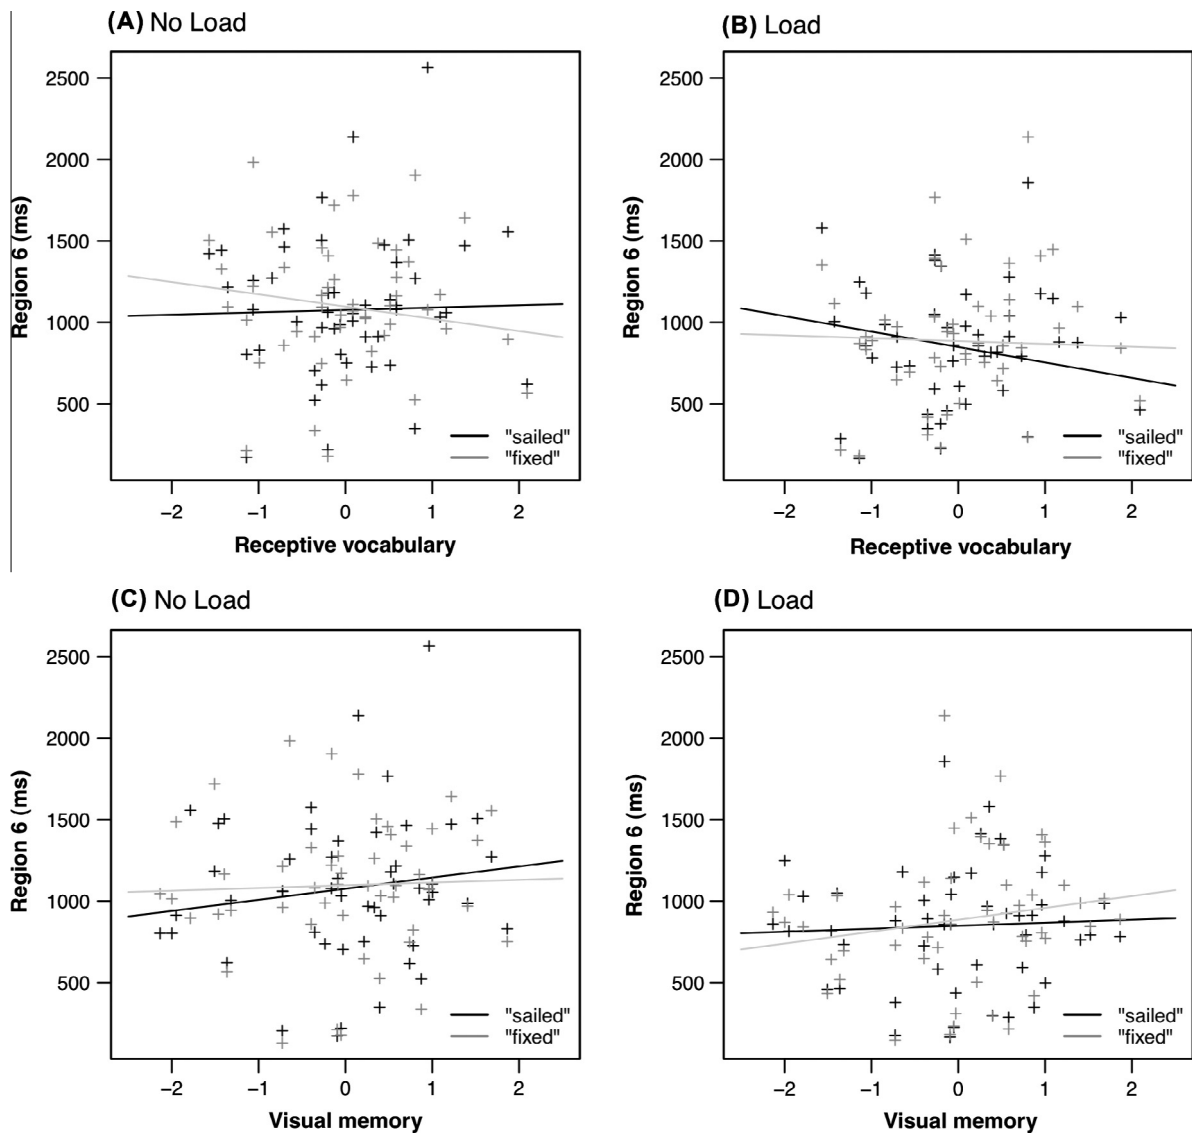 (A) No Load
2500
2000
1500
1000
500
Region 6 (ms)
"sailed"
"fixed"
−2 −1 0 1 2
Receptive vocabulary
(B) Load
2500
2000
1500
1000
500
Region 6 (ms)
"sailed"
"fixed"
−2 −1 0 1 2
Receptive vocabulary
(C) No Load
2500
2000
1500
1000
500
Region 6 (ms)
"sailed"
"fixed"
−2 −1 0 1 2
Visual memory
(D) Load
2500
2000
1500
1000
500
Region 6 (ms)
"sailed"
"fixed"
−2 −1 0 1 2
Visual memory